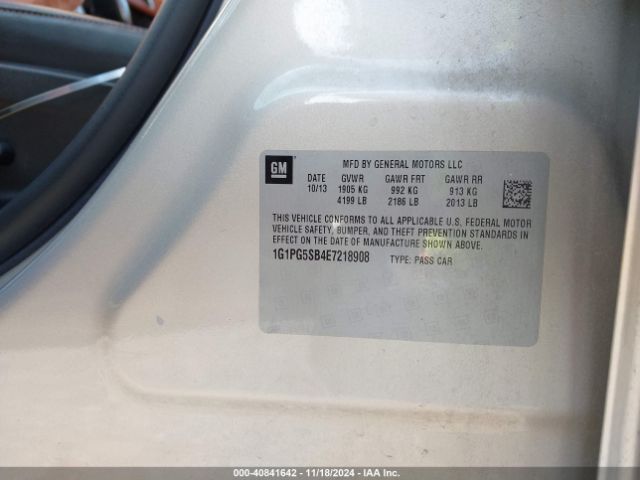 GM
MFD BY GENERAL MOTORS LLC
DATE GVWR GAWR FRT GAWR RR
10/13 1905 KG 992 KG 913 KG
4199 LB 2186 LB 2013 LB
THIS VEHICLE CONFORMS TO ALL APPLICABLE U.S. FEDERAL MOTOR
VEHICLE SAFETY, BUMPER, AND THEFT PREVENTION STANDARDS IN
EFFECT ON THE DATE OF MANUFACTURE SHOWN ABOVE.
1G1PG5SB4E7218908 TYPE: PASS CAR
000-40841642 - 11/18/2024 - IAA Inc.